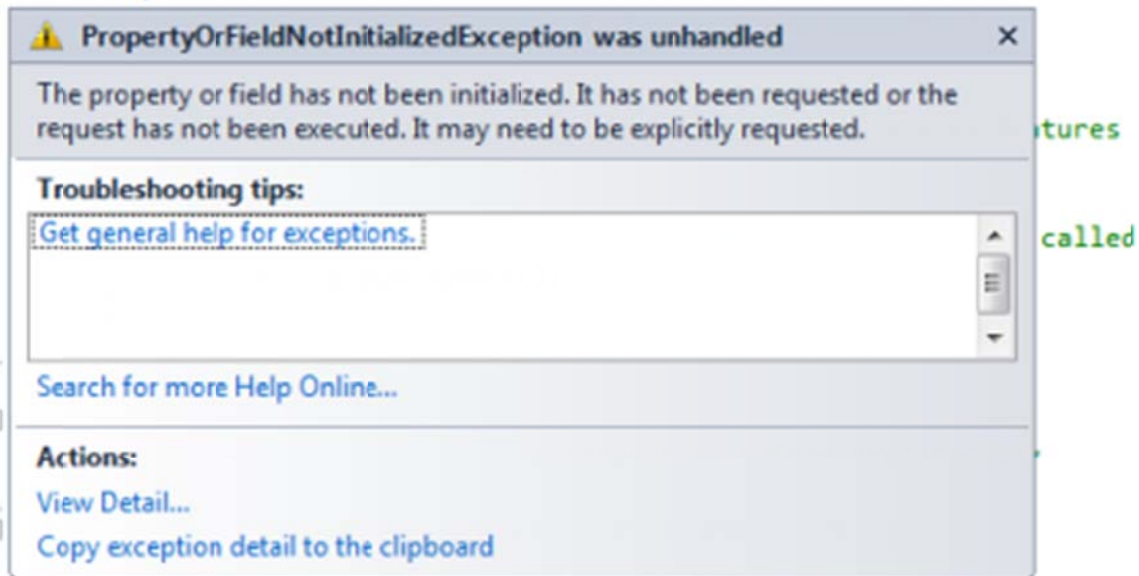 PropertyOrFieldNotInitializedException was unhandled
The property or field has not been initialized. It has not been requested or the
request has not been executed. It may need to be explicitly requested.
tures
Troubleshooting tips:
Get general help for exceptions.
called
Search for more Help Online...
Actions:
View Detail...
Copy exception detail to the clipboard